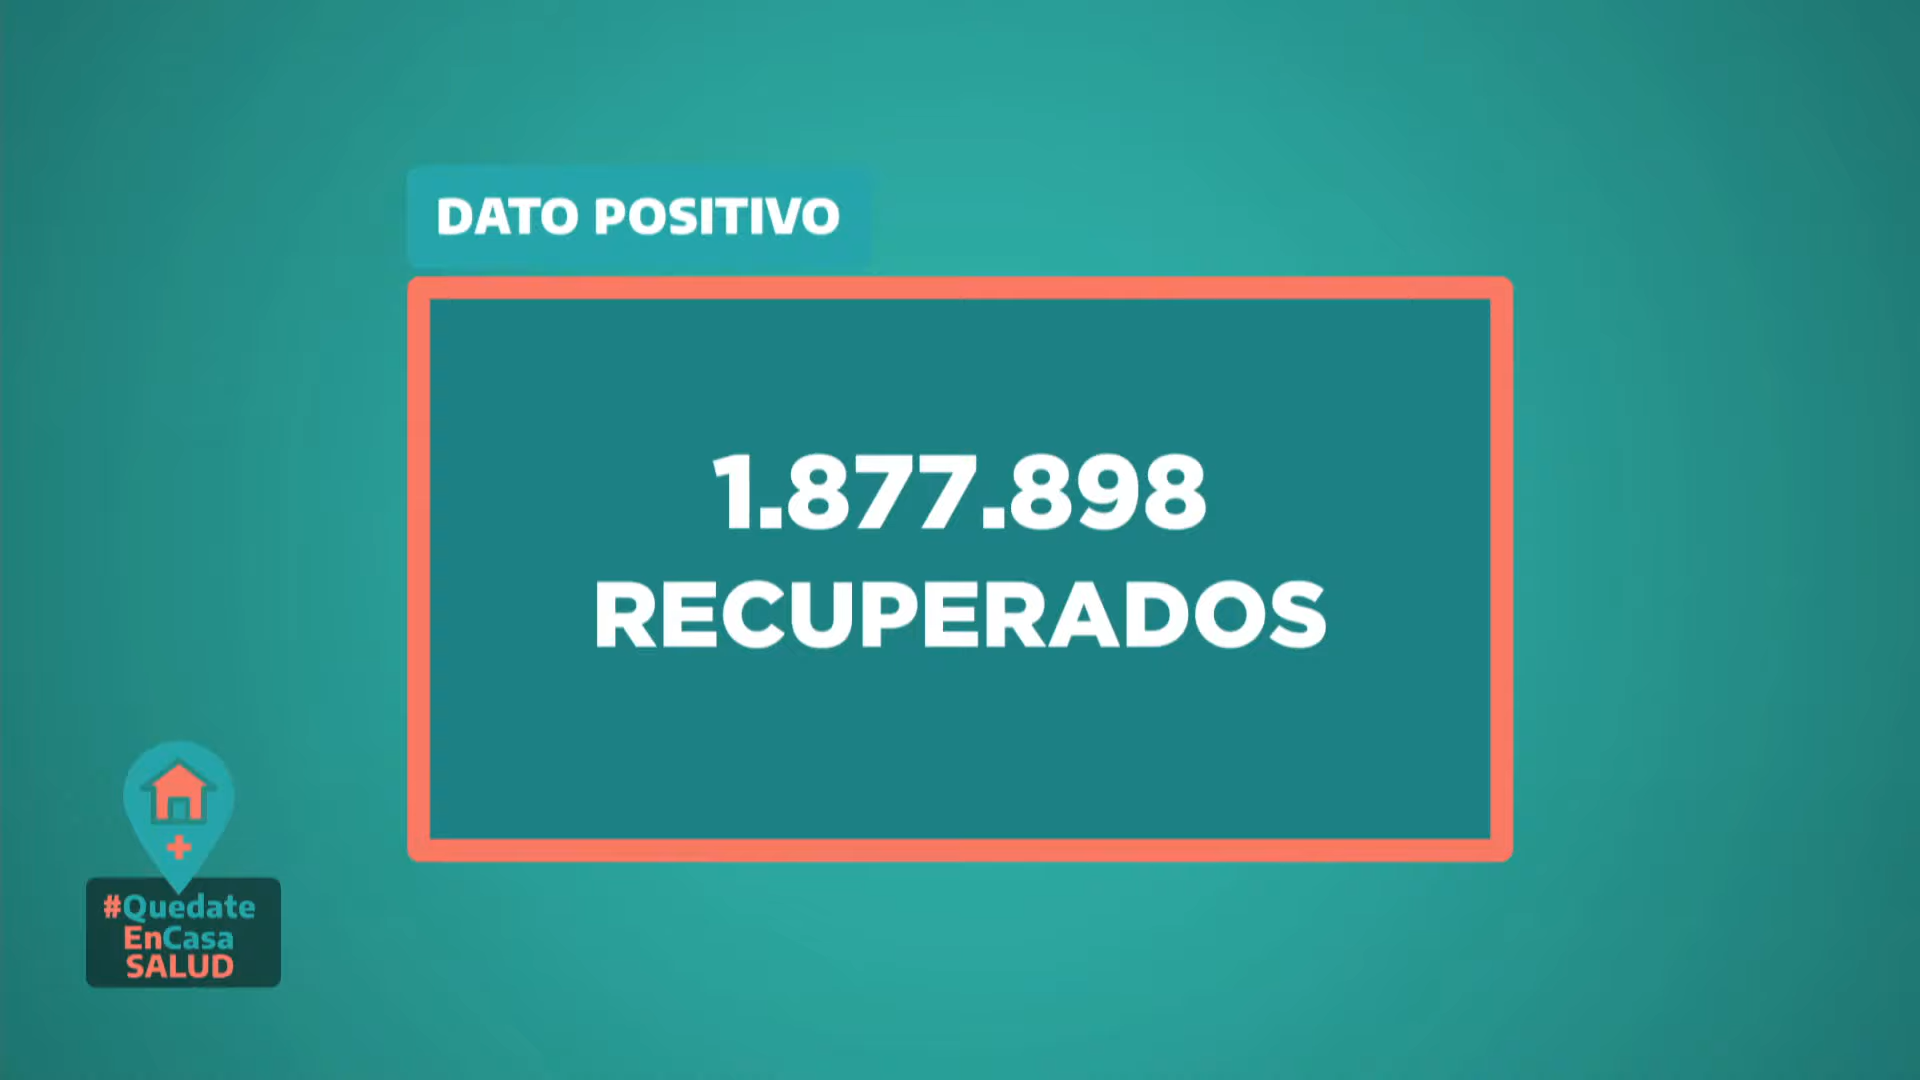 DATO POSITIVO
1.877.898
RECUPERADOS
#Quedate
EnCasa
SALUD